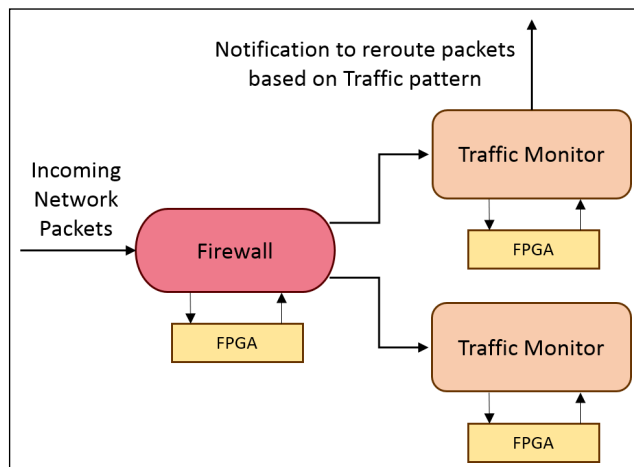 Notification to reroute packets
based on Traffic pattern
Incoming
Network
Packets
Firewall
FPGA
Traffic Monitor
FPGA
Traffic Monitor
FPGA